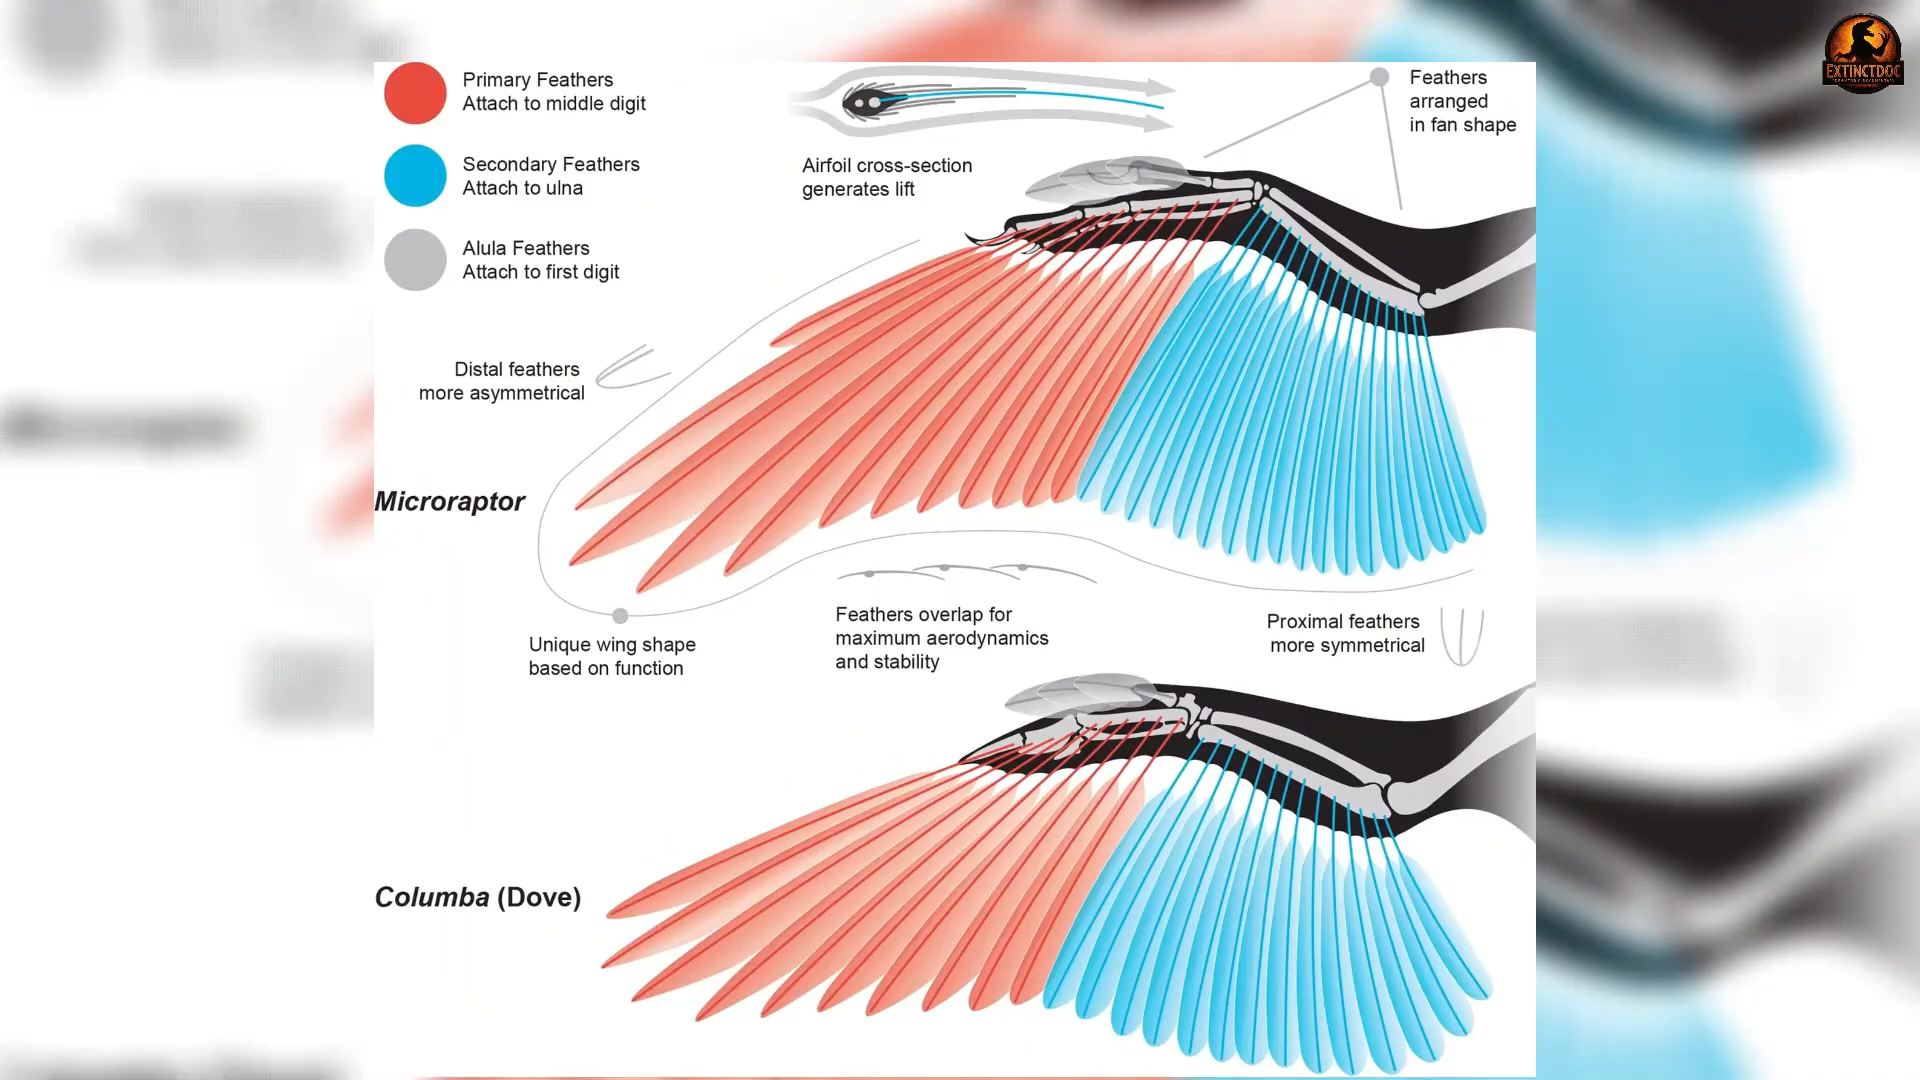 Primary Feathers
Attach to middle digit
Secondary Feathers
Attach to ulna
Alula Feathers
Attach to first digit
Airfoil cross-section
generates lift
Feathers
arranged
in fan shape
EXTINCTDOC
Distal feathers
more asymmetrical
Microraptor
Unique wing shape
based on function
Feathers overlap for
maximum aerodynamics
and stability
Proximal feathers
more symmetrical
Columba (Dove)